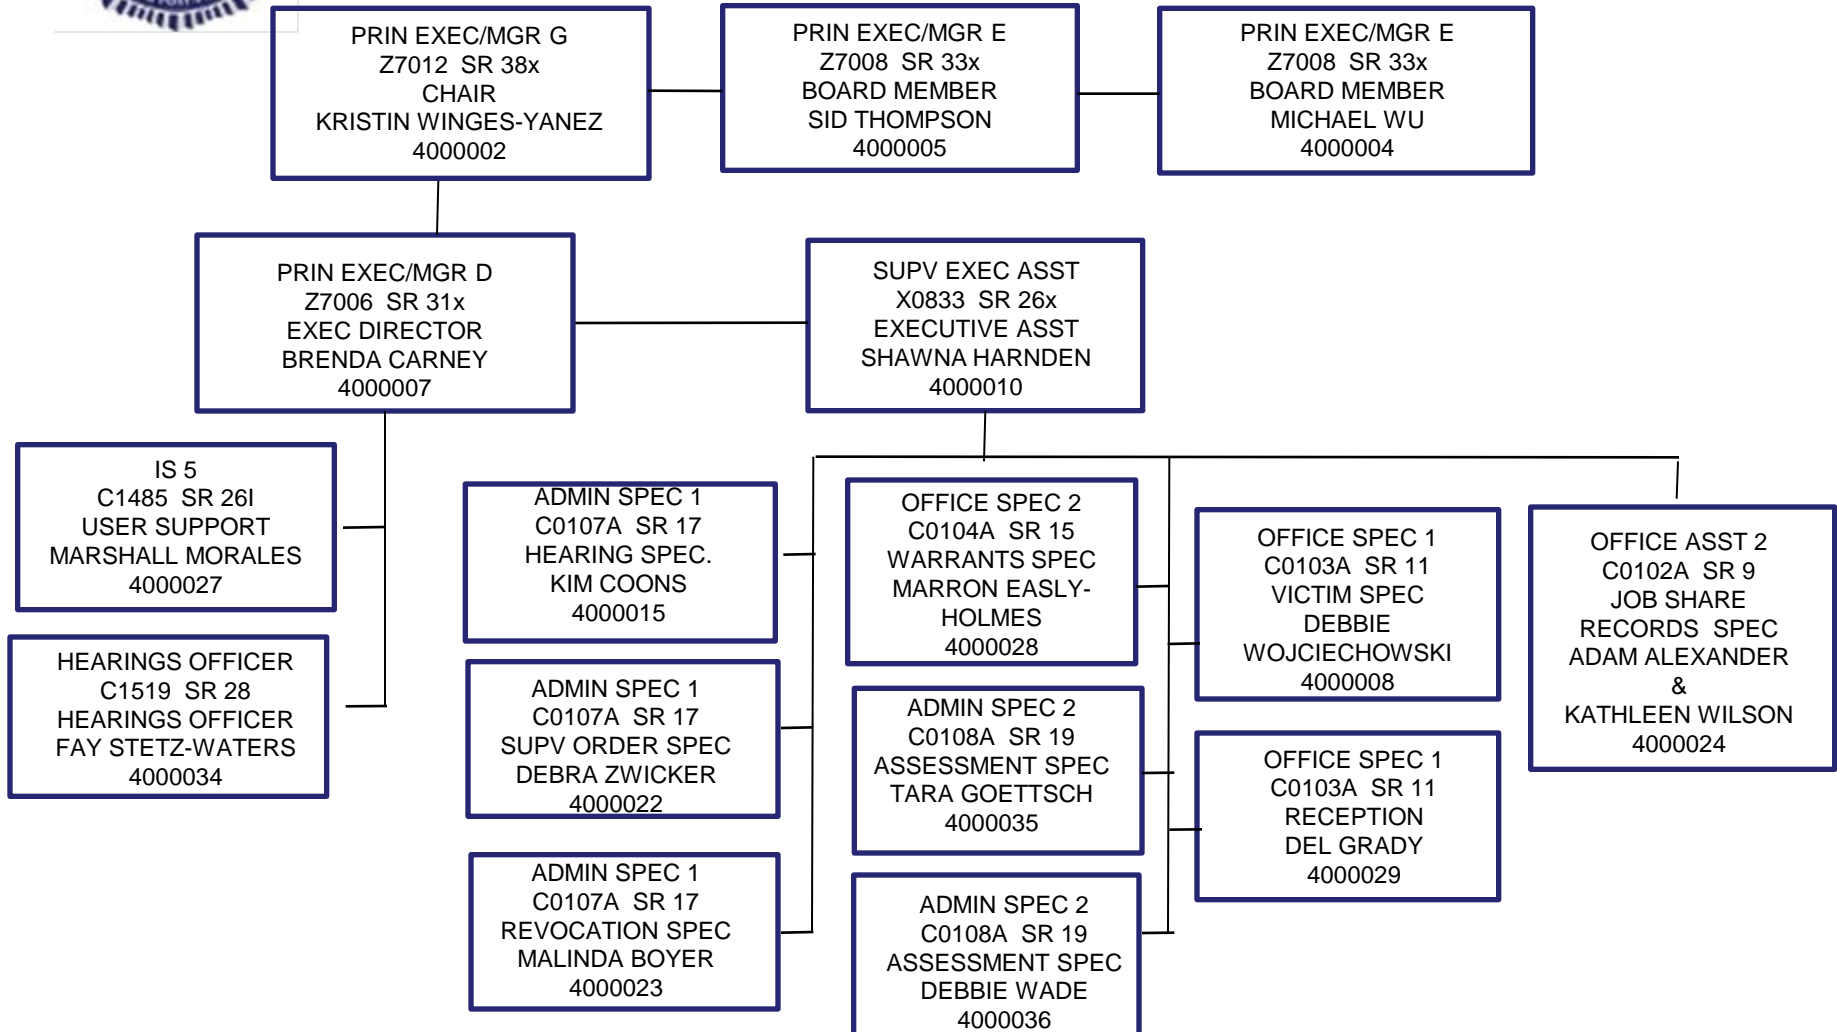 PRIN EXEC/MGR G
Z7012 SR 38x
CHAIR
KRISTIN WINGES-YANEZ
4000002
PRIN EXEC/MGR E
Z7008 SR 33x
BOARD MEMBER
SID THOMPSON
4000005
PRIN EXEC/MGR E
Z7008 SR 33x
BOARD MEMBER
MICHAEL WU
4000004
PRIN EXEC/MGR D
Z7006 SR 31x
EXEC DIRECTOR
BRENDA CARNEY
4000007
SUPV EXEC ASST
X0833 SR 26x
EXECUTIVE ASST
SHAWNA HARNDEN
4000010
IS 5
C1485 SR 26I
USER SUPPORT
MARSHALL MORALES
4000027
HEARINGS OFFICER
C1519 SR 28
HEARINGS OFFICER
FAY STETZ-WATERS
4000034
ADMIN SPEC 1
C0107A SR 17
HEARING SPEC.
KIM COONS
4000015
ADMIN SPEC 1
C0107A SR 17
SUPV ORDER SPEC
DEBRA ZWICKER
4000022
ADMIN SPEC 1
C0107A SR 17
REVOCATION SPEC
MALINDA BOYER
4000023
OFFICE SPEC 2
C0104A SR 15
WARRANTS SPEC
MARRON EASLY-
HOLMES
4000028
ADMIN SPEC 2
C0108A SR 19
ASSESSMENT SPEC
TARA GOETTSCH
4000035
ADMIN SPEC 2
C0108A SR 19
ASSESSMENT SPEC
DEBBIE WADE
4000036
OFFICE SPEC 1
C0103A SR 11
VICTIM SPEC
DEBBIE
WOJCIECHOWSKI
4000008
OFFICE SPEC 1
C0103A SR 11
RECEPTION
DEL GRADY
4000029
OFFICE ASST 2
C0102A SR 9
JOB SHARE
RECORDS SPEC
ADAM ALEXANDER
&
KATHLEEN WILSON
4000024